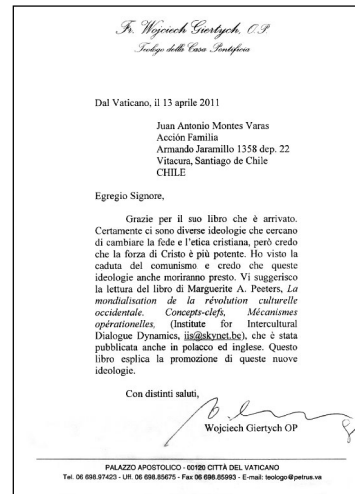 Fr. Wojciech Giertych, O.P.
Teologo della Casa Pontificia
Dal Vaticano, il 13 aprile 2011
Juan Antonio Montes Varas
Acción Familia
Armando Jaramillo 1358 dep. 22
Vitacura, Santiago de Chile
CHILE
Egregio Signore,
Grazie per il suo libro che è arrivato.
Certamente ci sono diverse ideologie che cercano
di cambiare la fede e l'etica cristiana, però credo
che la forza di Cristo è più potente. Ho visto la
caduta del comunismo e credo che queste
ideologie anche moriranno presto. Vi suggerisco
la lettura del libro di Marguerite A. Peeters, La
mondialisation de la révolution culturelle
occidentale. Concepts-clefs, Mécanismes
opérationelles, (Institute for Intercultural
Dialogue Dynamics, iis@skynet.be), che è stata
pubblicata anche in polacco ed inglese. Questo
libro esplica la promozione di queste nuove
ideologie.
Con distinti saluti,
Wojciech Giertych OP
PALAZZO APOSTOLICO - 00120 CITTÀ DEL VATICANO
Tel. 06 698.97423 - Uff. 06 698.85675 - Fax 06 698.85993 - E-mail: teologo@petrus.va